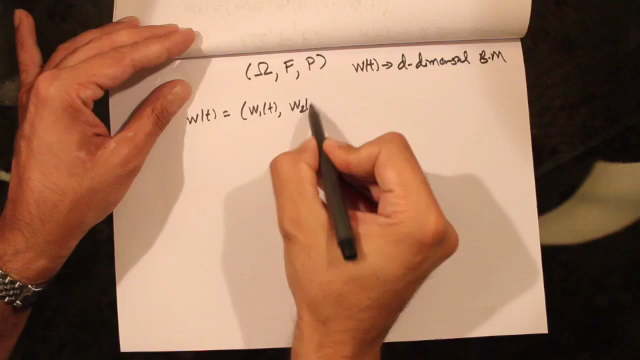 (Ω, F, P) W(t) → d-dimensional B.M
W(t) = (W₁(t), W₂(